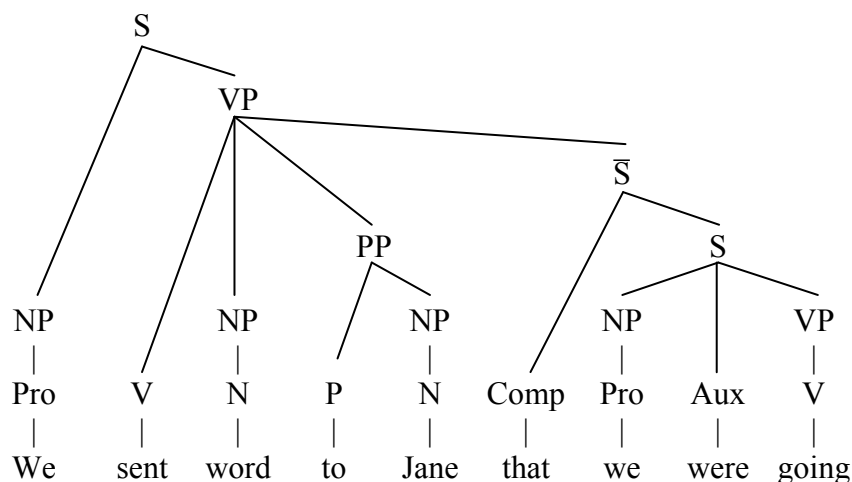 S
VP
S̅
PP
S
NP NP NP NP VP
Pro V N P N Comp Pro Aux V
We sent word to Jane that we were going